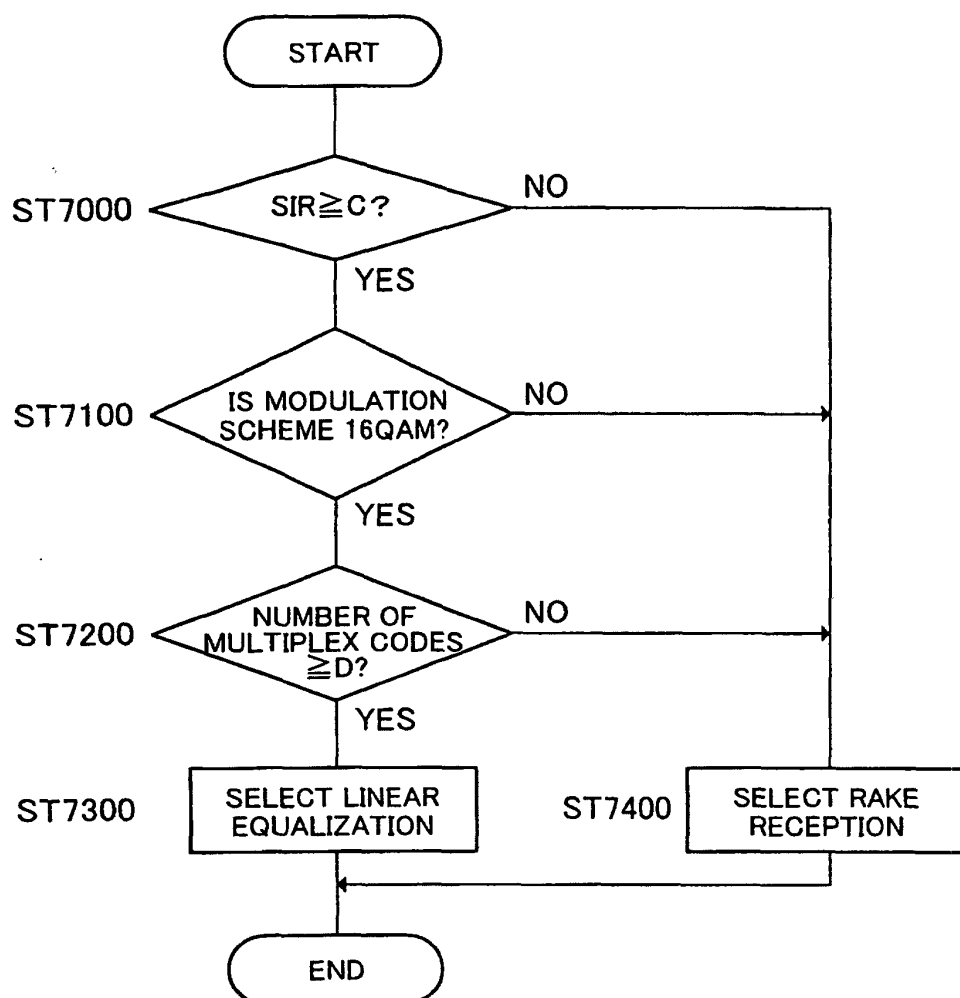 START
ST7000
SIR≧C?
NO
YES
ST7100
IS MODULATION
SCHEME 16QAM?
NO
YES
ST7200
NUMBER OF
MULTIPLEX CODES
≧D?
NO
YES
ST7300
SELECT LINEAR
EQUALIZATION
ST7400
SELECT RAKE
RECEPTION
END